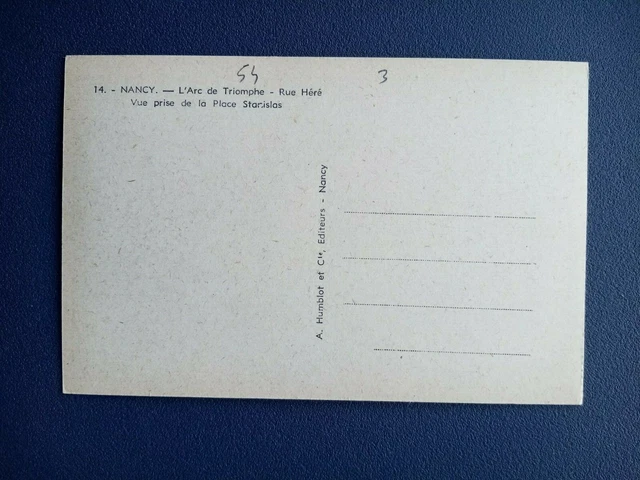 54 3
14. - NANCY. — L'Arc de Triomphe - Rue Héré
Vue prise de la Place Stanislas
A. Humblot et Cie, Editeurs - Nancy